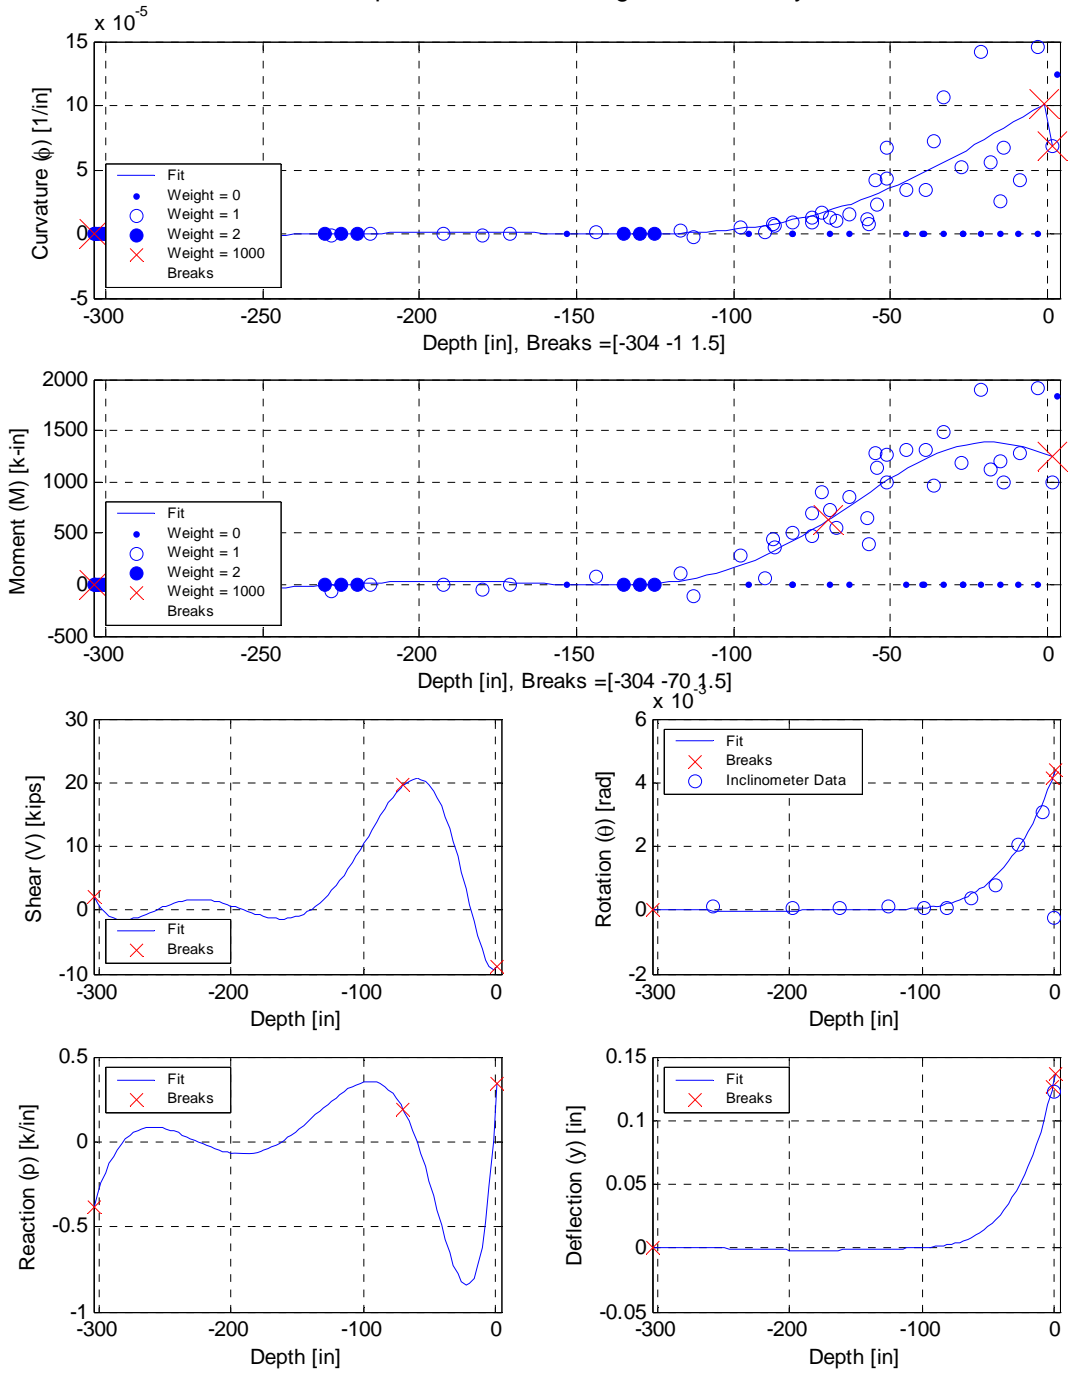 x 10^-5
15
10
5
0
-5
Curvature (ϕ) [1/in]
Fit
Weight = 0
Weight = 1
Weight = 2
Weight = 1000
Breaks
-300 -250 -200 -150 -100 -50 0
Depth [in], Breaks =[-304 -1 1.5]
2000
1500
1000
500
0
-500
Moment (M) [k-in]
Fit
Weight = 0
Weight = 1
Weight = 2
Weight = 1000
Breaks
-300 -250 -200 -150 -100 -50 0
Depth [in], Breaks =[-304 -70 1.5]
30
20
10
0
-10
Shear (V) [kips]
Fit
Breaks
-300 -200 -100 0
Depth [in]
x 10^-3
6
4
2
0
-2
Rotation (θ) [rad]
Fit
Breaks
Inclinometer Data
-300 -200 -100 0
Depth [in]
0.5
0
-0.5
-1
Reaction (p) [k/in]
Fit
Breaks
-300 -200 -100 0
Depth [in]
0.15
0.1
0.05
0
-0.05
Deflection (y) [in]
Fit
Breaks
-300 -200 -100 0
Depth [in]